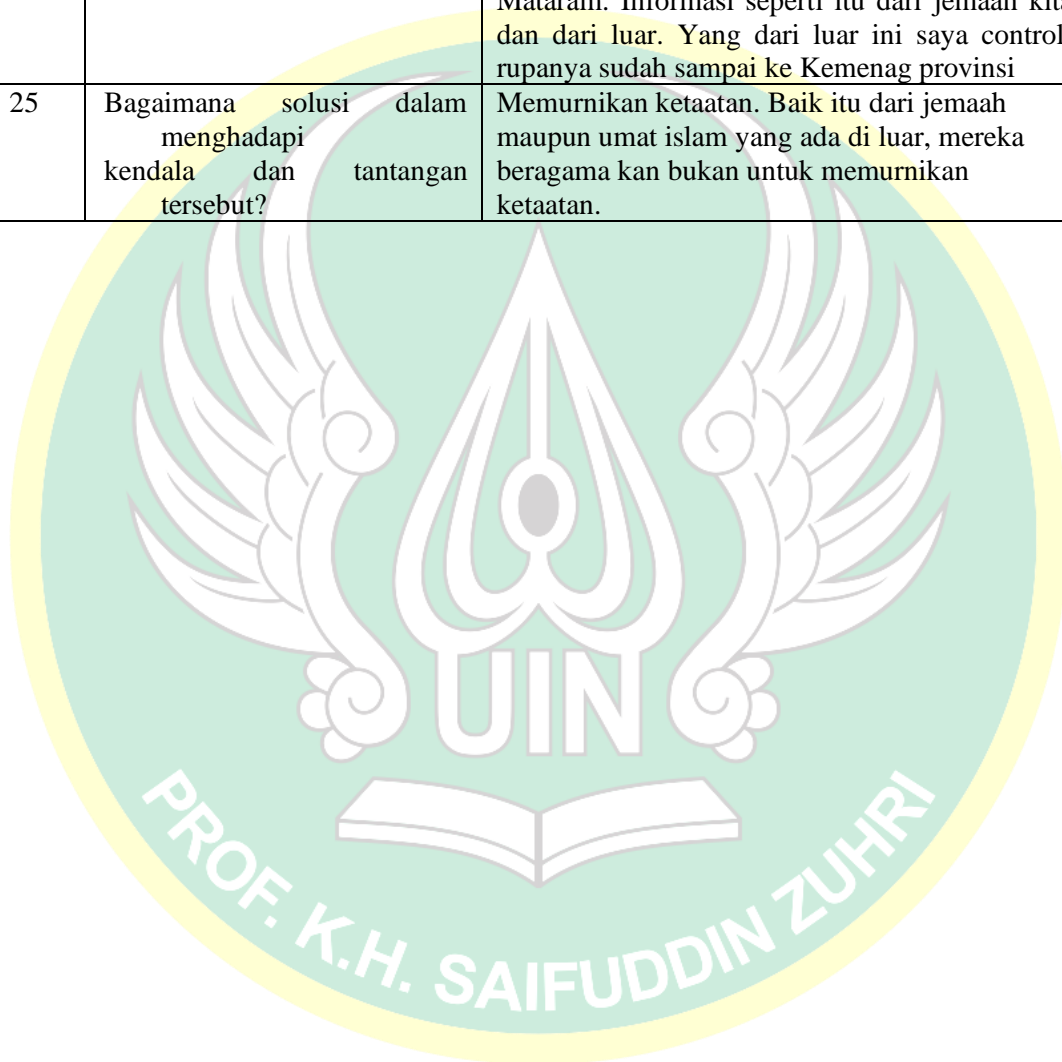 Mataram. Informasi seperti itu dari jemaah kita
dan dari luar. Yang dari luar ini saya control
rupanya sudah sampai ke Kemenag provinsi
25 Bagaimana solusi dalam
menghadapi
kendala dan tantangan
tersebut?
Memurnikan ketaatan. Baik itu dari jemaah
maupun umat islam yang ada di luar, mereka
beragama kan bukan untuk memurnikan
ketaatan.
UIN
PROF. K.H. SAIFUDDIN ZUHRI